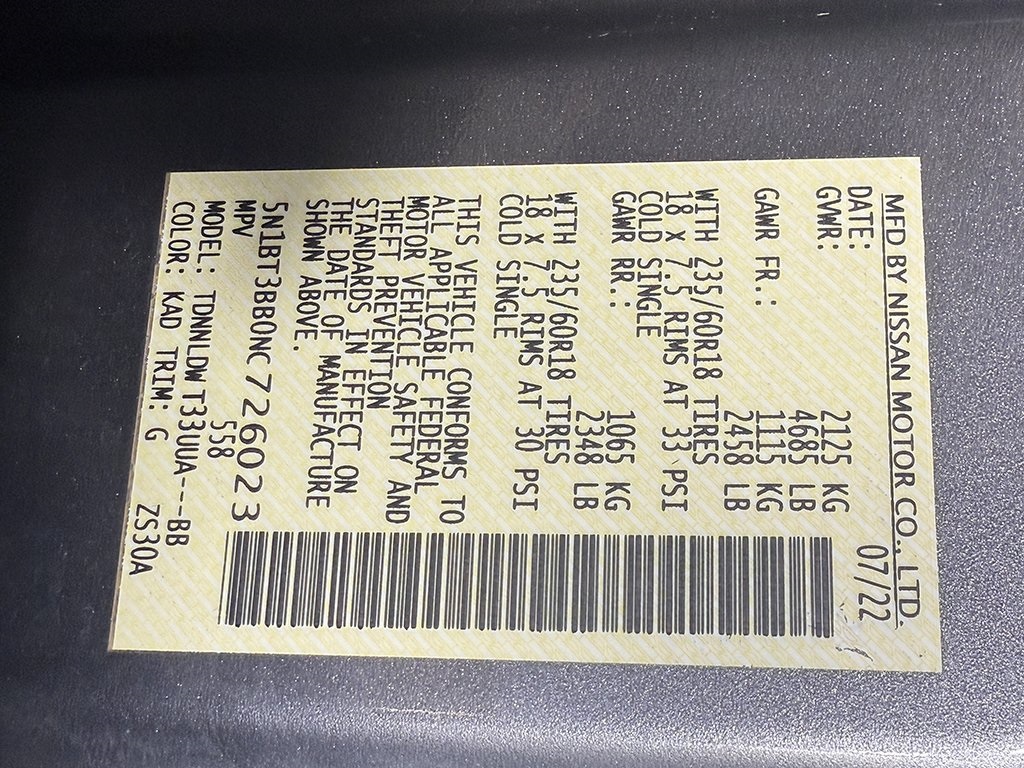 MFD BY NISSAN MOTOR CO., LTD.
DATE: 07/22
GVWR: 2125 KG
4685 LB
GAWR FR.: 1115 KG
2458 LB
WITH 235/60R18 TIRES
18 X 7.5 RIMS AT 33 PSI
COLD SINGLE
GAWR RR.: 1065 KG
2348 LB
WITH 235/60R18 TIRES
18 X 7.5 RIMS AT 30 PSI
COLD SINGLE
THIS VEHICLE CONFORMS TO
ALL APPLICABLE FEDERAL
MOTOR VEHICLE SAFETY AND
THEFT PREVENTION
STANDARDS IN EFFECT ON
THE DATE OF MANUFACTURE
SHOWN ABOVE.
5N1BT3BB0NC726023
MPV 558
MODEL: TDNNLDWT33UUA---BB
COLOR: KAD TRIM: G ZS30A